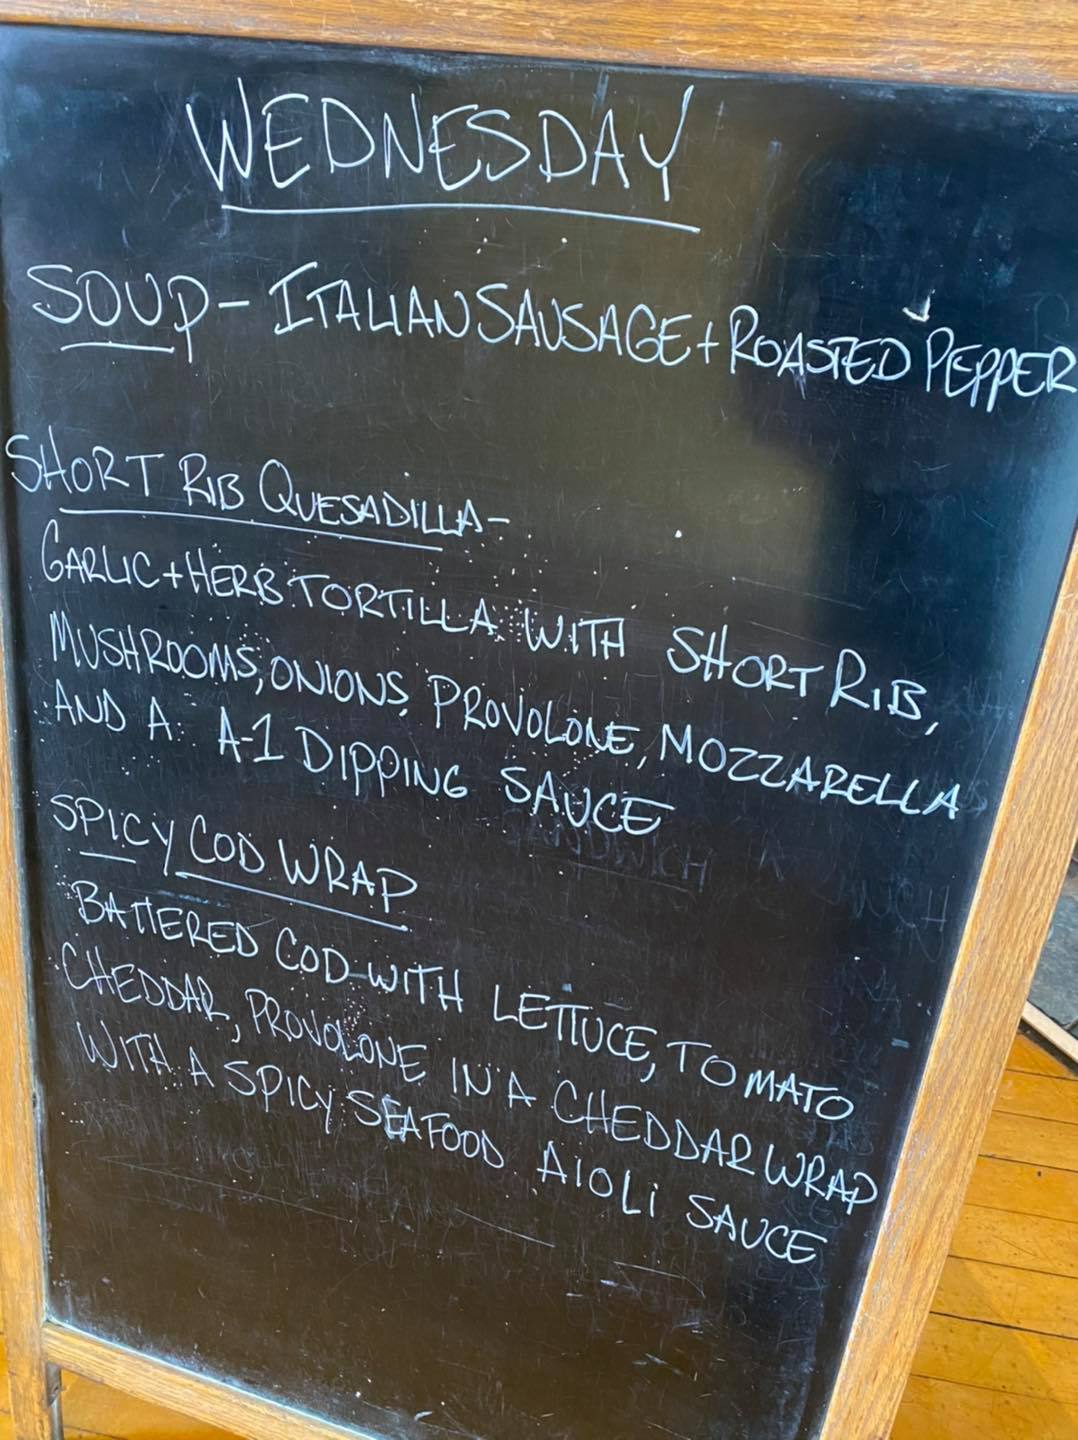 WEDNESDAY
SOUP - ITALIAN SAUSAGE + ROASTED PEPPER
SHORT RIB QUESADILLA -
GARLIC + HERB TORTILLA WITH SHORT RIB,
MUSHROOMS, ONIONS, PROVOLONE, MOZZARELLA
AND A A-1 DIPPING SAUCE
SPICY COD WRAP
BATTERED COD WITH LETTUCE, TOMATO
CHEDDAR, PROVOLONE IN A CHEDDAR WRAP
WITH A SPICY SEAFOOD AIOLI SAUCE